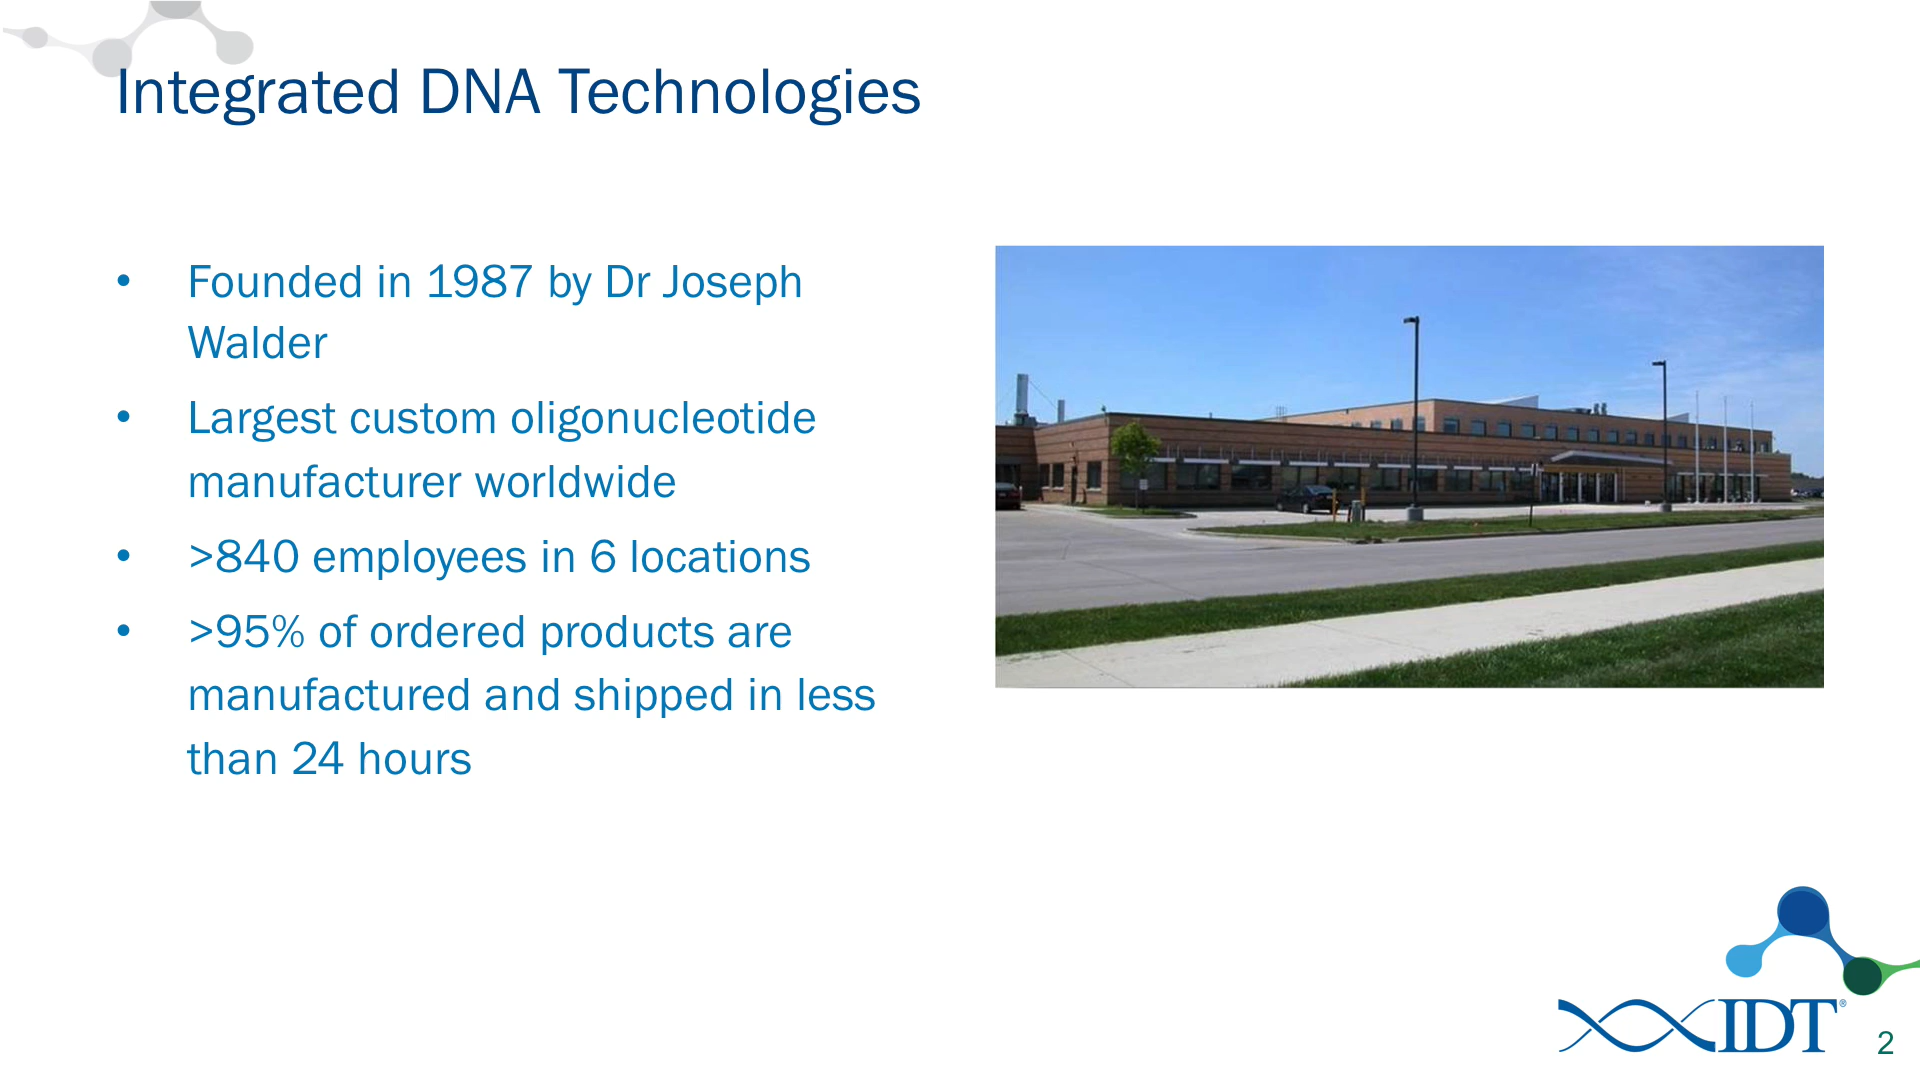 Integrated DNA Technologies
• Founded in 1987 by Dr Joseph
Walder
• Largest custom oligonucleotide
manufacturer worldwide
• >840 employees in 6 locations
• >95% of ordered products are
manufactured and shipped in less
than 24 hours
IDT®
2